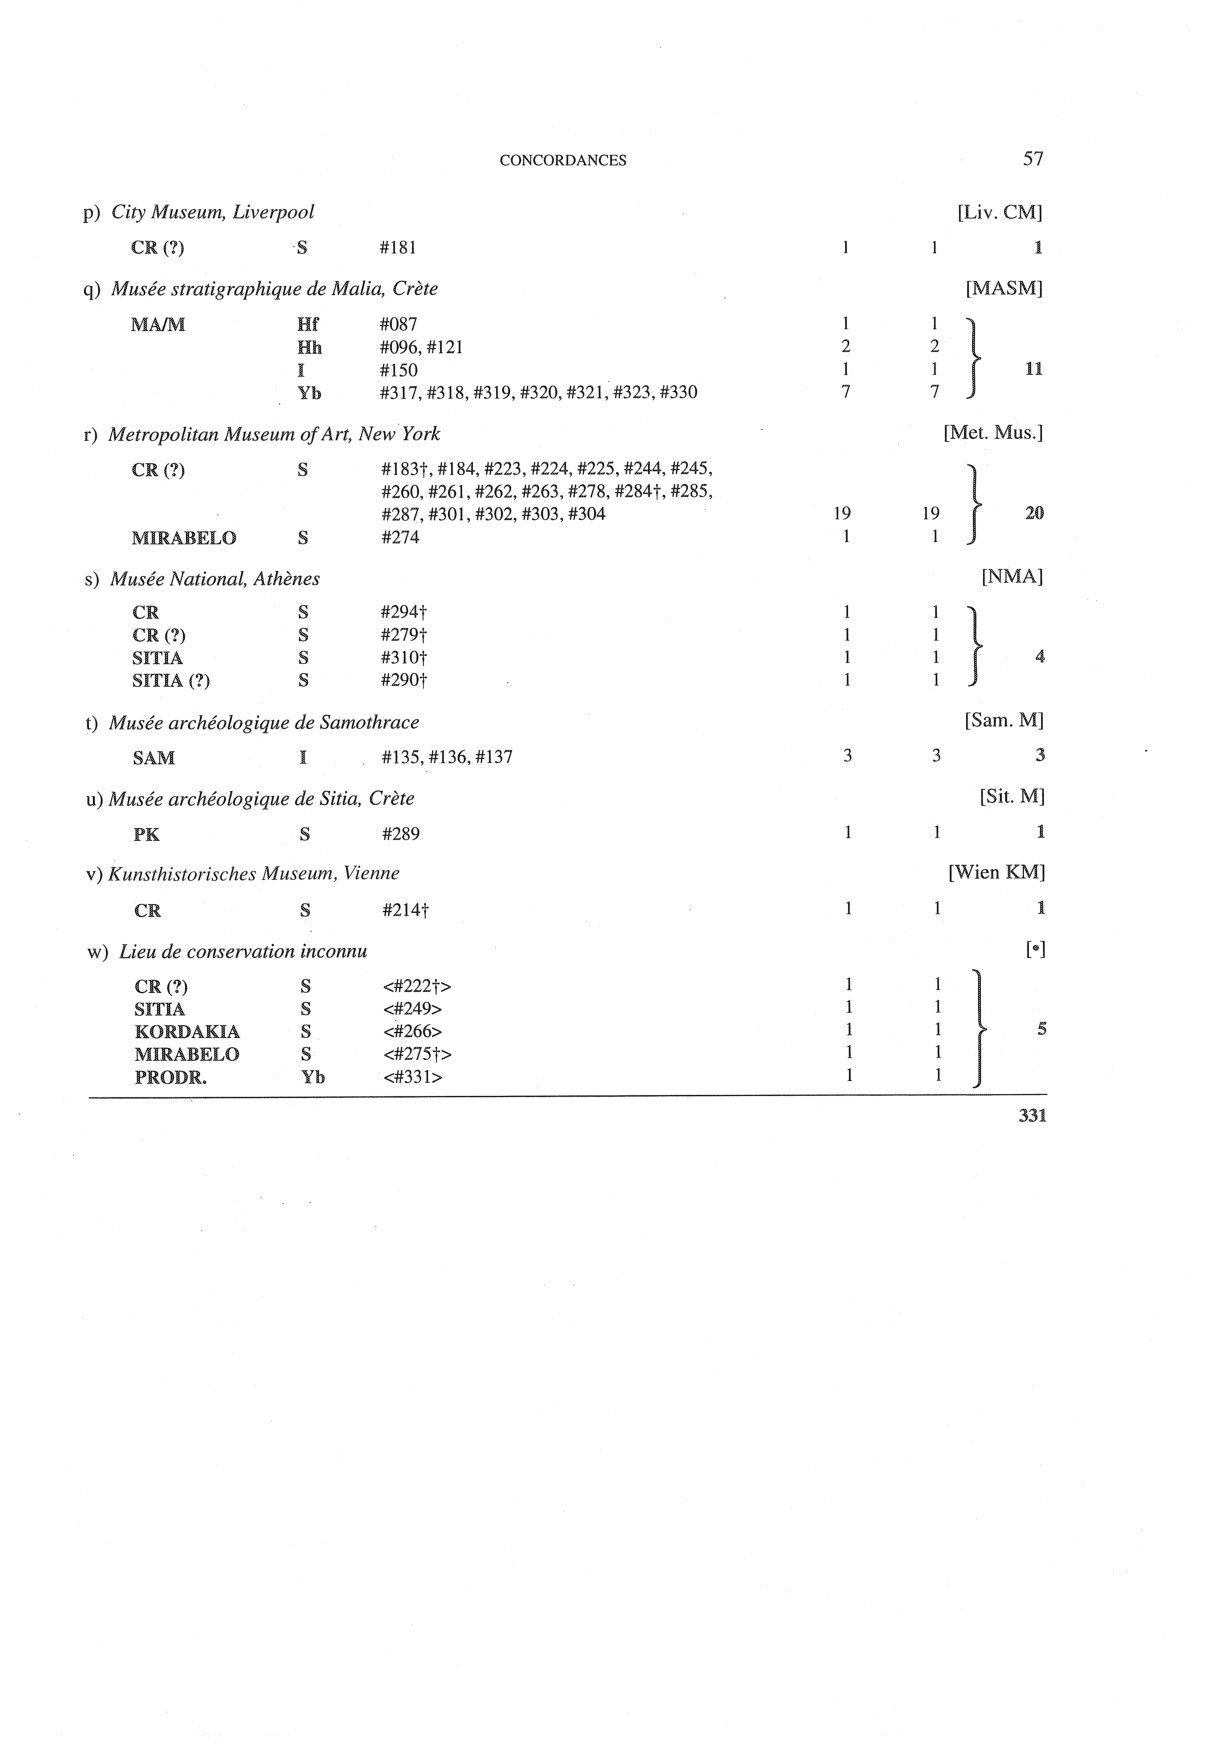 CONCORDANCES 57
p) City Museum, Liverpool [Liv. CM]
CR (?) S #181 1 1 1
q) Musée stratigraphique de Malia, Crète [MASM]
MA/M Hf #087 1 1
Hh #096, #121 2 2
I #150 1 1 11
Yb #317, #318, #319, #320, #321, #323, #330 7 7
r) Metropolitan Museum of Art, New York [Met. Mus.]
CR (?) S #183†, #184, #223, #224, #225, #244, #245,
#260, #261, #262, #263, #278, #284†, #285,
#287, #301, #302, #303, #304 19 19 20
MIRABELO S #274 1 1
s) Musée National, Athènes [NMA]
CR S #294† 1 1
CR (?) S #279† 1 1
SITIA S #310† 1 1 4
SITIA (?) S #290† 1 1
t) Musée archéologique de Samothrace [Sam. M]
SAM I #135, #136, #137 3 3 3
u) Musée archéologique de Sitia, Crète [Sit. M]
PK S #289 1 1 1
v) Kunsthistorisches Museum, Vienne [Wien KM]
CR S #214† 1 1 1
w) Lieu de conservation inconnu [•]
CR (?) S <#222†> 1 1
SITIA S <#249> 1 1
KORDAKIA S <#266> 1 1 5
MIRABELO S <#275†> 1 1
PRODR. Yb <#331> 1 1
331